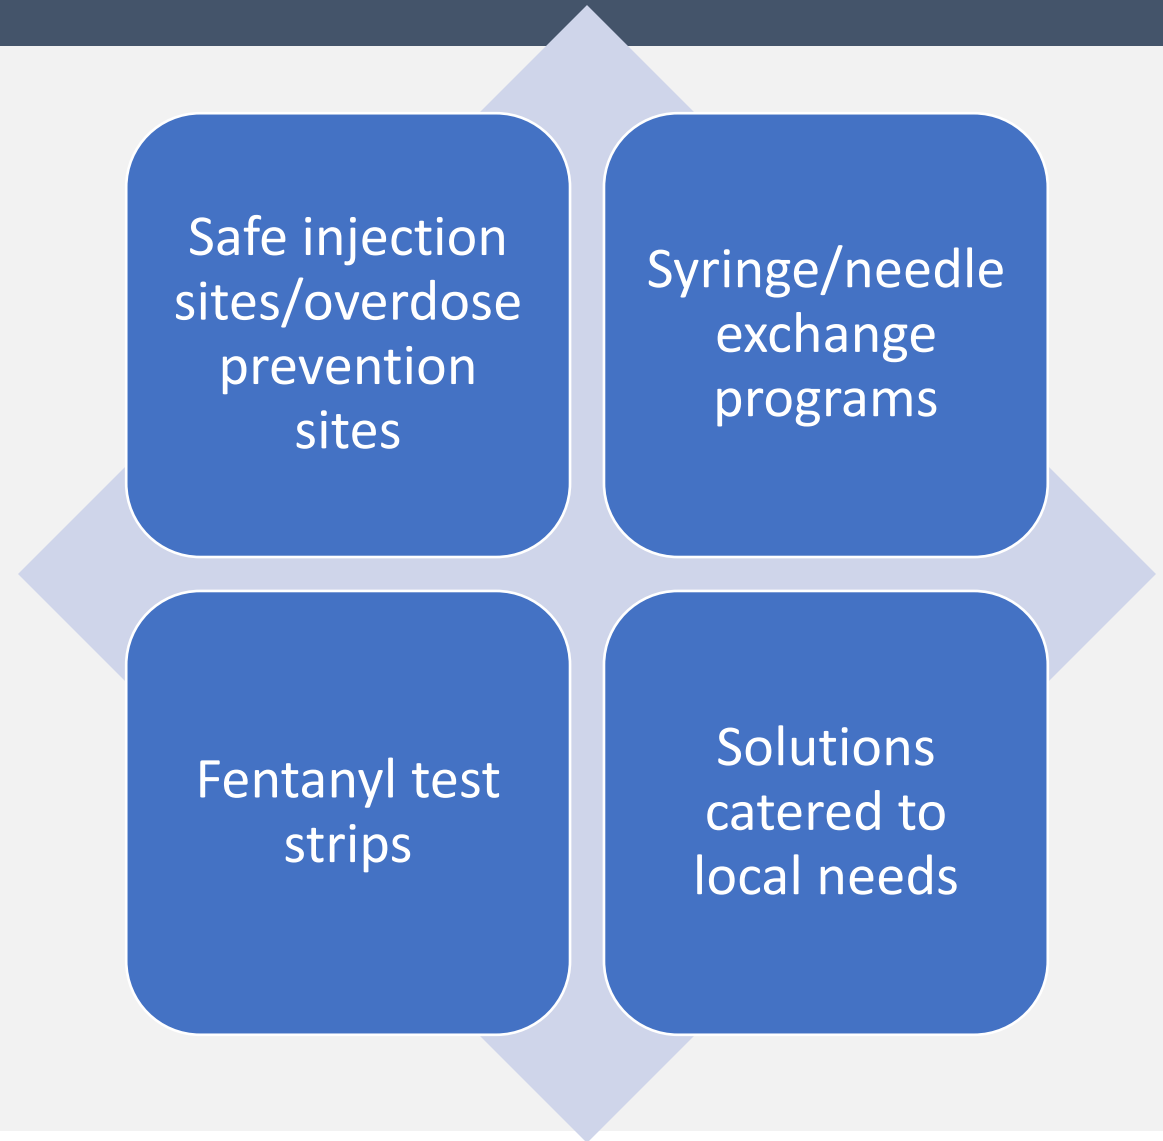 Safe injection
sites/overdose
prevention
sites
Syringe/needle
exchange
programs
Fentanyl test
strips
Solutions
catered to
local needs